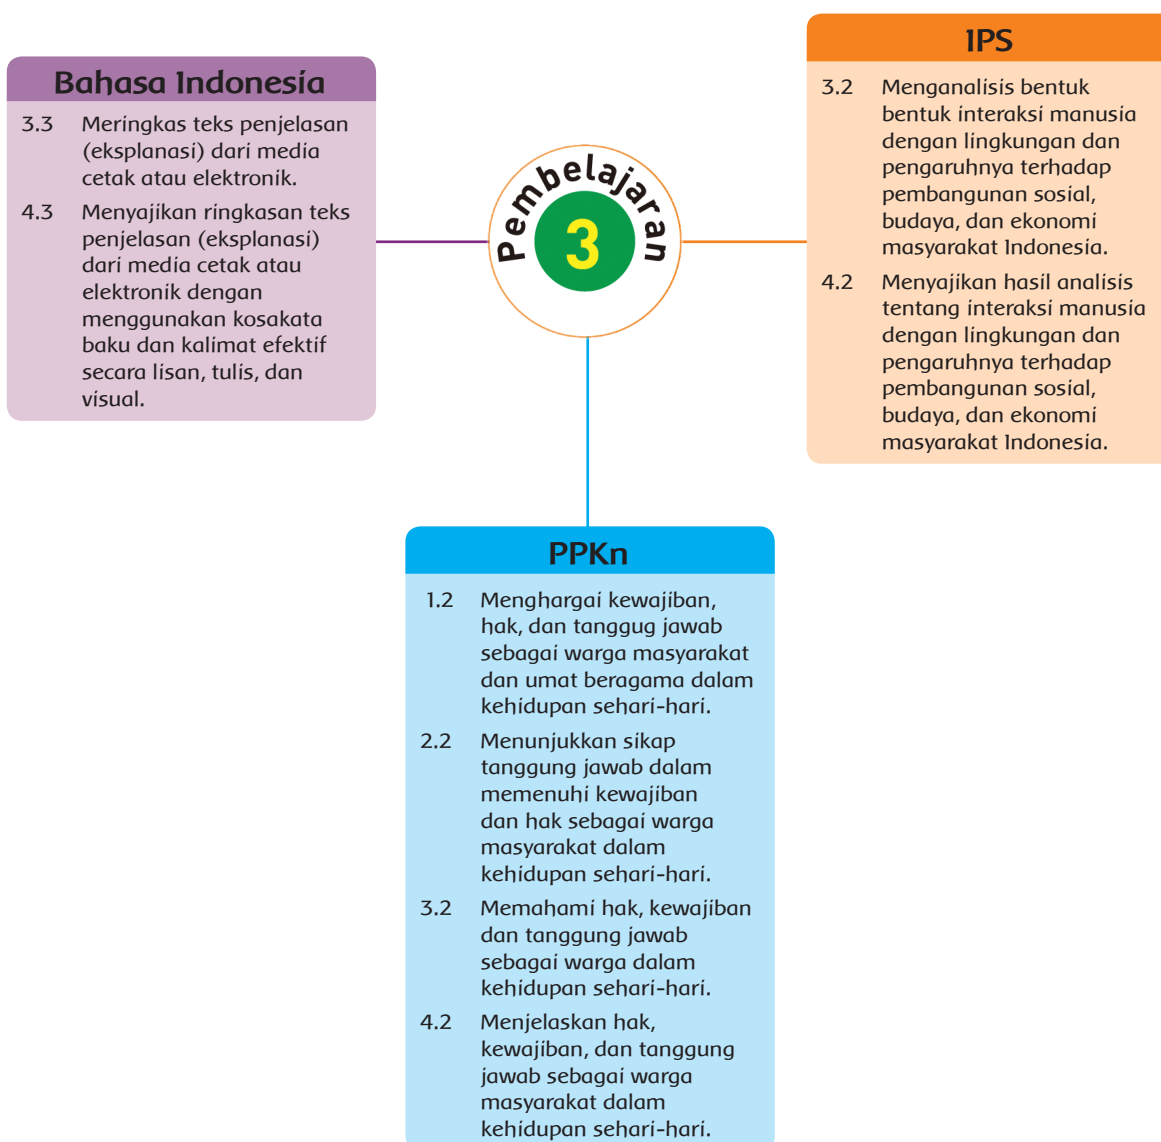 Bahasa Indonesia
3.3 Meringkas teks penjelasan
(eksplanasi) dari media
cetak atau elektronik.
4.3 Menyajikan ringkasan teks
penjelasan (eksplanasi)
dari media cetak atau
elektronik dengan
menggunakan kosakata
baku dan kalimat efektif
secara lisan, tulis, dan
visual.
Pembelajaran
3
IPS
3.2 Menganalisis bentuk
bentuk interaksi manusia
dengan lingkungan dan
pengaruhnya terhadap
pembangunan sosial,
budaya, dan ekonomi
masyarakat Indonesia.
4.2 Menyajikan hasil analisis
tentang interaksi manusia
dengan lingkungan dan
pengaruhnya terhadap
pembangunan sosial,
budaya, dan ekonomi
masyarakat Indonesia.
PPKn
1.2 Menghargai kewajiban,
hak, dan tanggug jawab
sebagai warga masyarakat
dan umat beragama dalam
kehidupan sehari-hari.
2.2 Menunjukkan sikap
tanggung jawab dalam
memenuhi kewajiban
dan hak sebagai warga
masyarakat dalam
kehidupan sehari-hari.
3.2 Memahami hak, kewajiban
dan tanggung jawab
sebagai warga dalam
kehidupan sehari-hari.
4.2 Menjelaskan hak,
kewajiban, dan tanggung
jawab sebagai warga
masyarakat dalam
kehidupan sehari-hari.